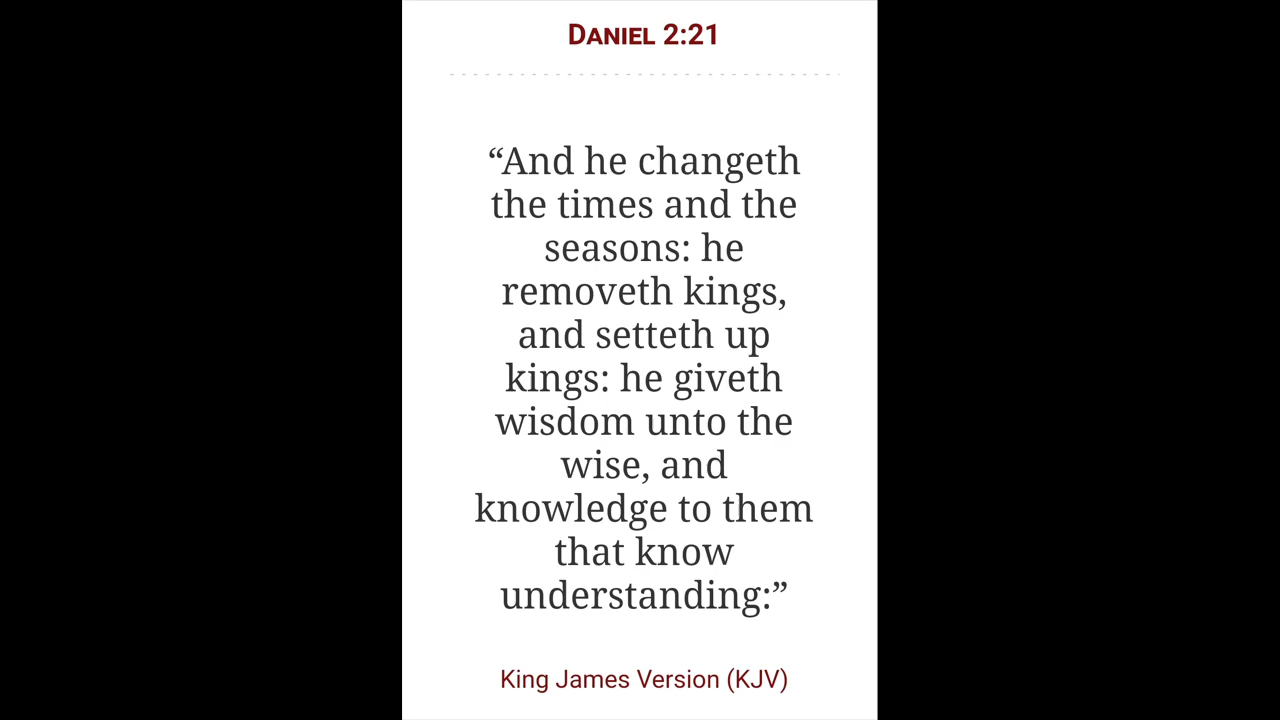 Daniel 2:21
“And he changeth
the times and the
seasons: he
removeth kings,
and setteth up
kings: he giveth
wisdom unto the
wise, and
knowledge to them
that know
understanding:”
King James Version (KJV)